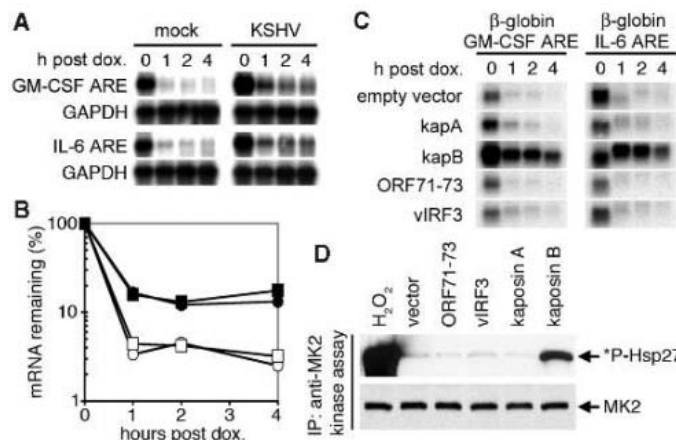 A
mock
KSHV
h post dox.
0 1 2 4
0 1 2 4
GM-CSF ARE
GAPDH
IL-6 ARE
GAPDH
B
mRNA remaining (%)
100
10
1
0
1
2
3
4
hours post dox.
C
β-globin
GM-CSF ARE
β-globin
IL-6 ARE
h post dox.
0 1 2 4
0 1 2 4
empty vector
kapA
kapB
ORF71-73
vIRF3
D
H2O2
vector
ORF71-73
vIRF3
kaposin A
kaposin B
IP: anti-MK2
kinase assay
*P-Hsp27
MK2